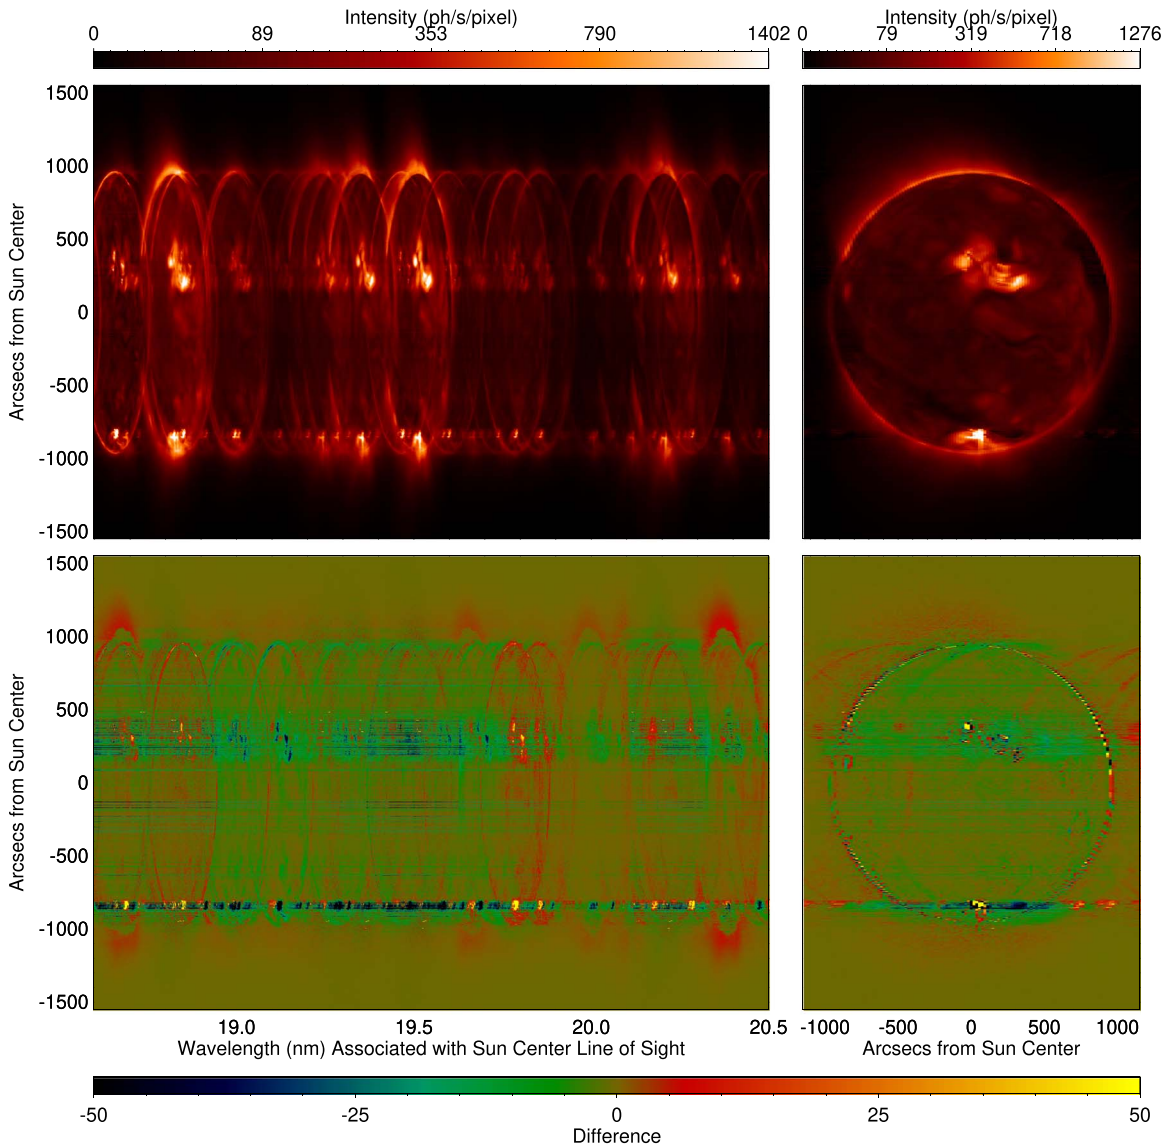 Intensity (ph/s/pixel) Intensity (ph/s/pixel)
0 89 353 790 1402 0 79 319 718 1276
1500
1000
500
0
-500
-1000
-1500
Arcsecs from Sun Center
1500
1000
500
0
-500
-1000
-1500
Arcsecs from Sun Center
19.0 19.5 20.0 20.5 -1000 -500 0 500 1000
Wavelength (nm) Associated with Sun Center Line of Sight Arcsecs from Sun Center
-50 -25 0 25 50
Difference